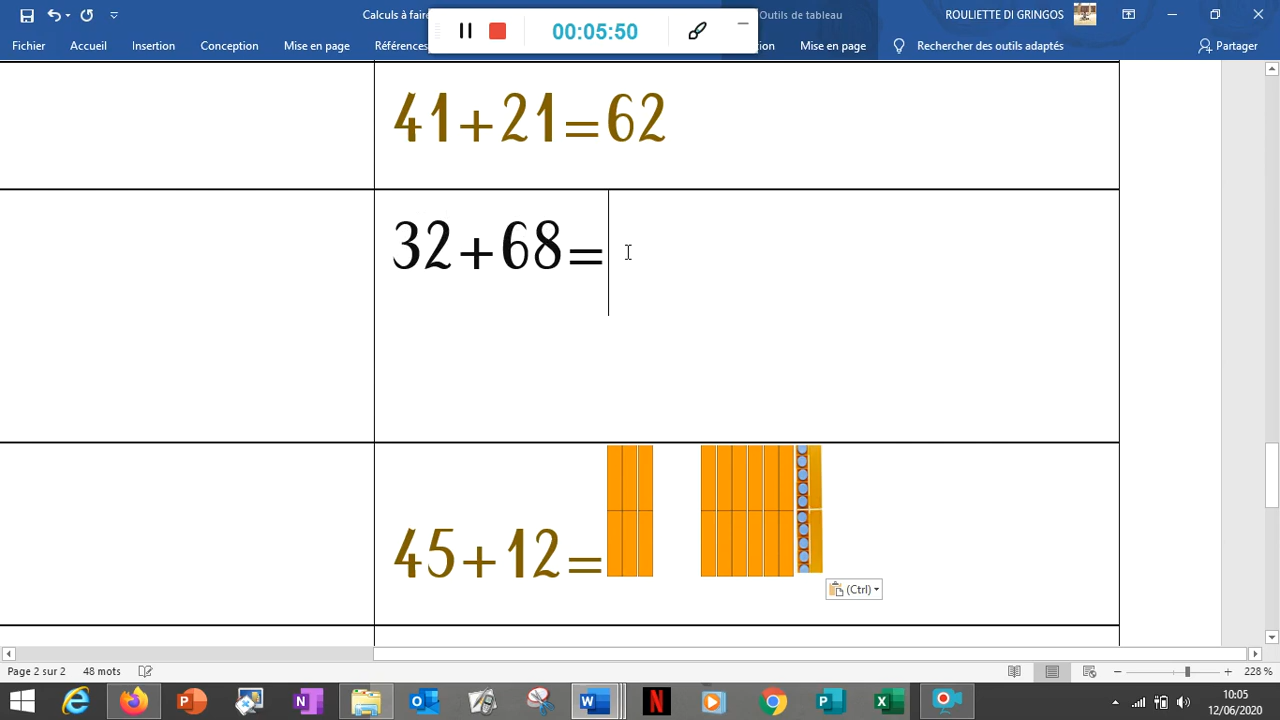 Calculs à faire
Outils de tableau
ROULIETTE DI GRINGOS
00:05:50
Fichier
Accueil
Insertion
Conception
Mise en page
Références
Mise en page
Rechercher des outils adaptés
Partager
41+21=62
32+68=
45+12=
(Ctrl)
Page 2 sur 2
48 mots
228 %
10:05
12/06/2020